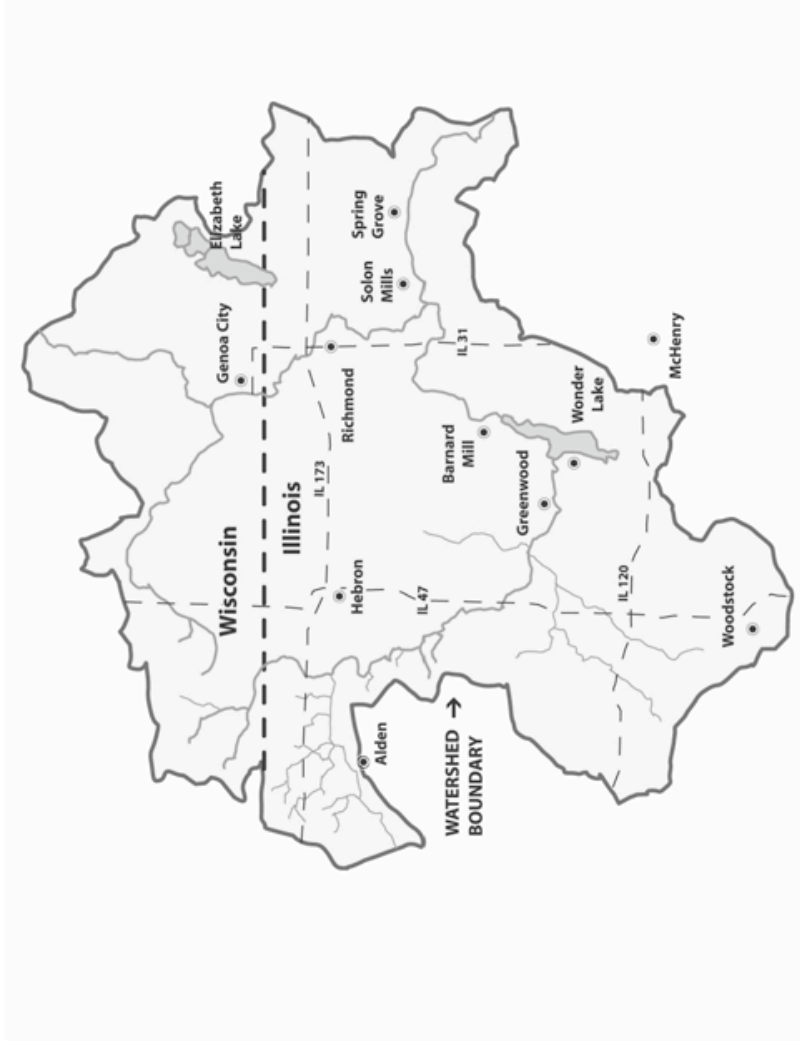 Elizabeth
Lake
Genoa City
Wisconsin
Illinois
Spring
Grove
Solon
Mills
Richmond
IL 173
IL 31
Hebron
IL 47
Barnard
Mill
Wonder
Lake
Greenwood
McHenry
IL 120
Woodstock
Alden
WATERSHED →
BOUNDARY